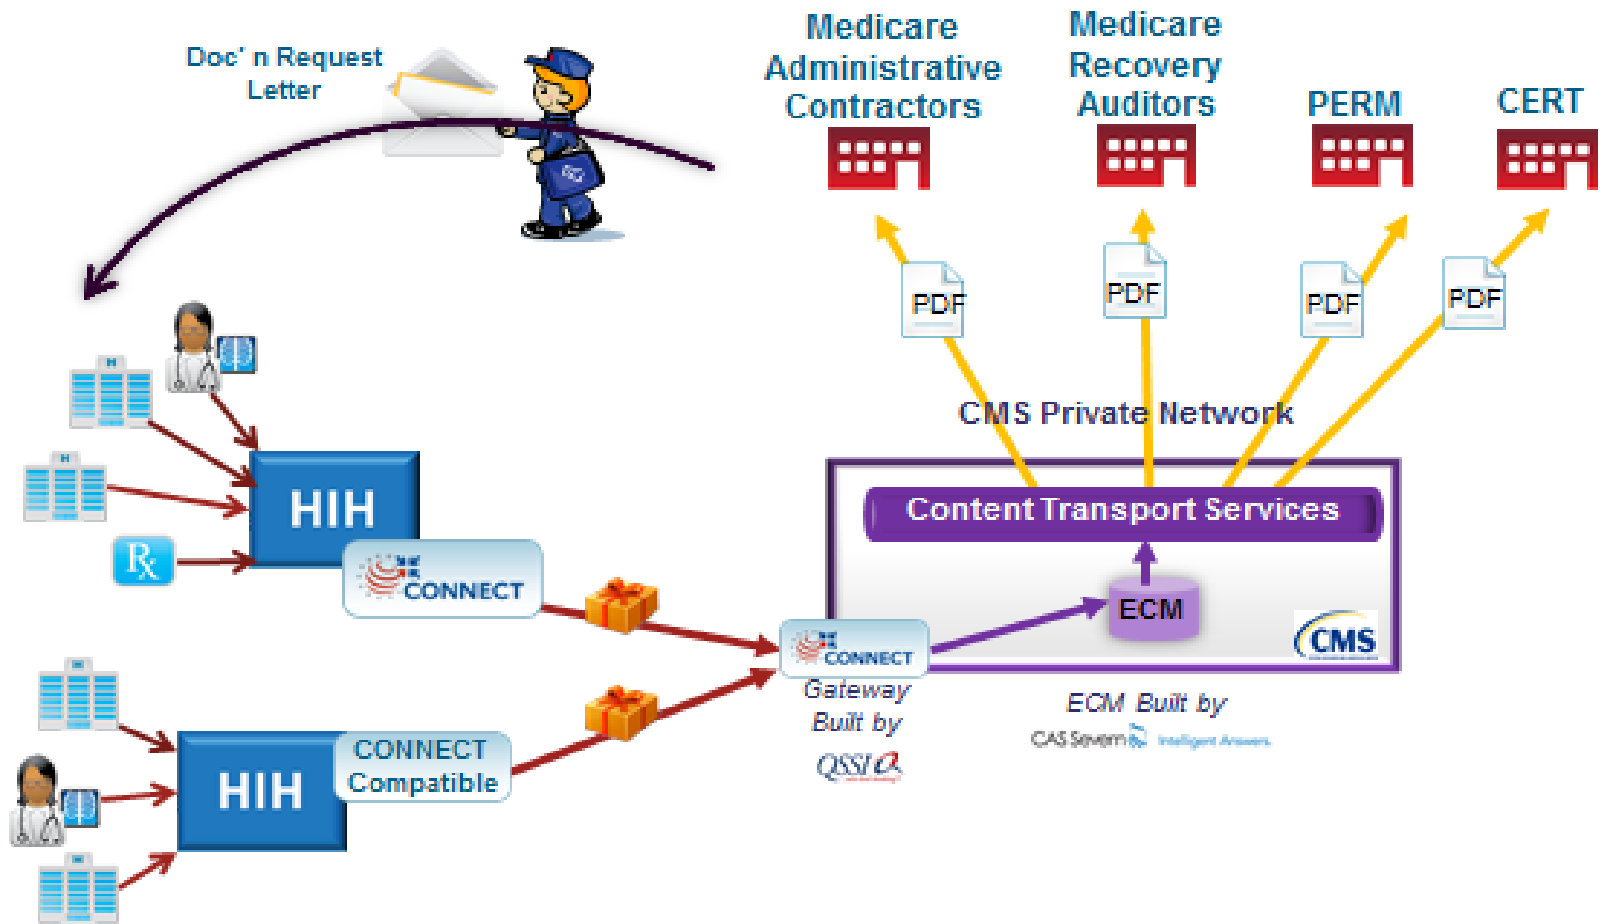 Doc' n Request
Letter
Medicare
Administrative
Contractors
Medicare
Recovery
Auditors
PERM
CERT
PDF
PDF
PDF
PDF
CMS Private Network
Content Transport Services
ECM
CMS
H
H
Rx
HIH
CONNECT
CONNECT
Gateway
Built by
QSSI
ECM Built by
CAS Severn Intelligent Answers.
H
H
HIH
CONNECT
Compatible